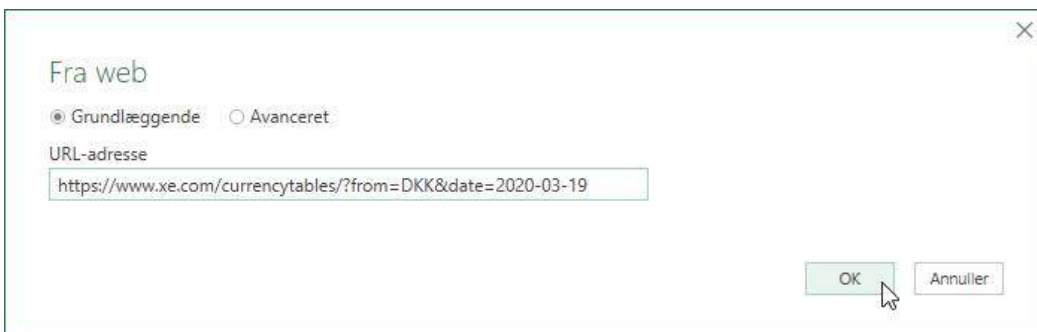 Fra web
Grundlæggende Avanceret
URL-adresse
https://www.xe.com/currencytables/?from=DKK&date=2020-03-19
OK Annuller